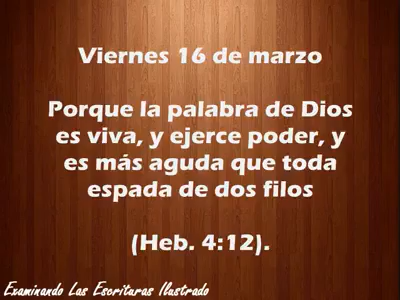 Viernes 16 de marzo
Porque la palabra de Dios
es viva, y ejerce poder, y
es más aguda que toda
espada de dos filos
(Heb. 4:12).
Examinando Las Escrituras Ilustrado